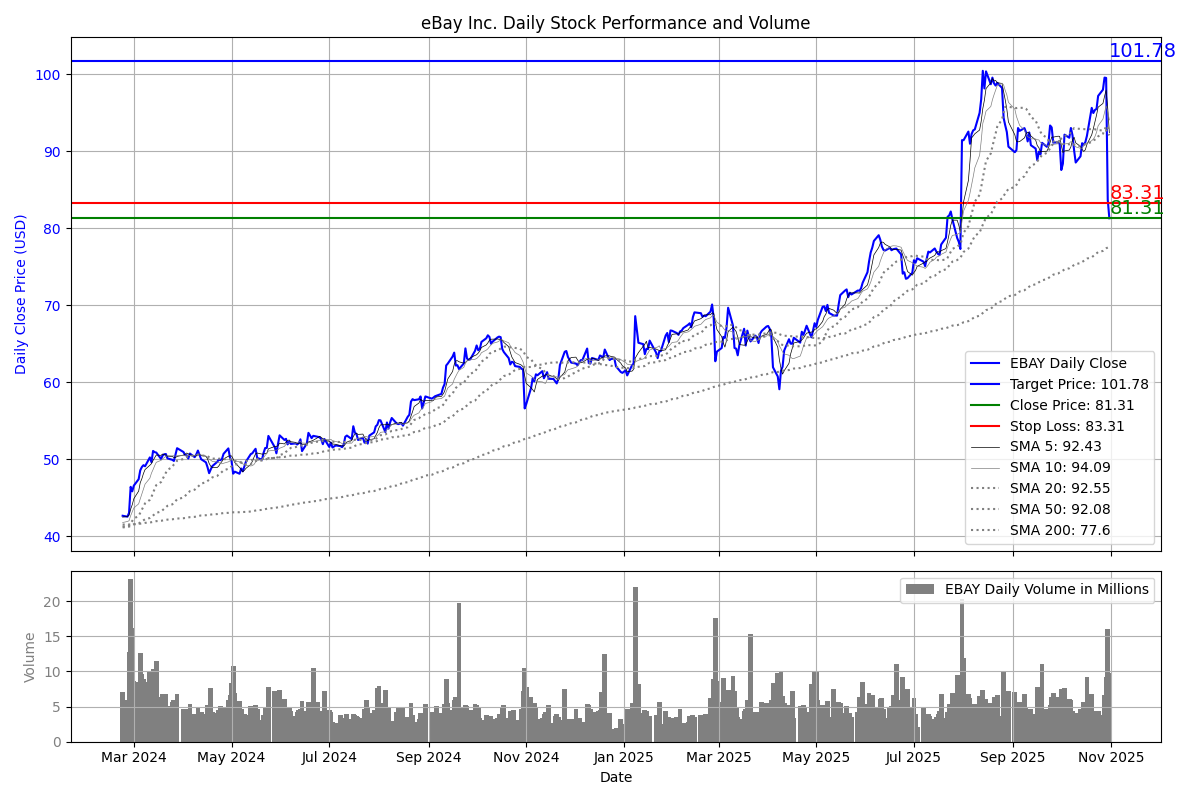 eBay Inc. Daily Stock Performance and Volume
101.78
100
90
83.31
81.31
80
70
60
50
40
Daily Close Price (USD)
EBAY Daily Close
Target Price: 101.78
Close Price: 81.31
Stop Loss: 83.31
SMA 5: 92.43
SMA 10: 94.09
SMA 20: 92.55
SMA 50: 92.08
SMA 200: 77.6
EBAY Daily Volume in Millions
20
15
10
5
0
Volume
Mar 2024 May 2024 Jul 2024 Sep 2024 Nov 2024 Jan 2025 Mar 2025 May 2025 Jul 2025 Sep 2025 Nov 2025
Date